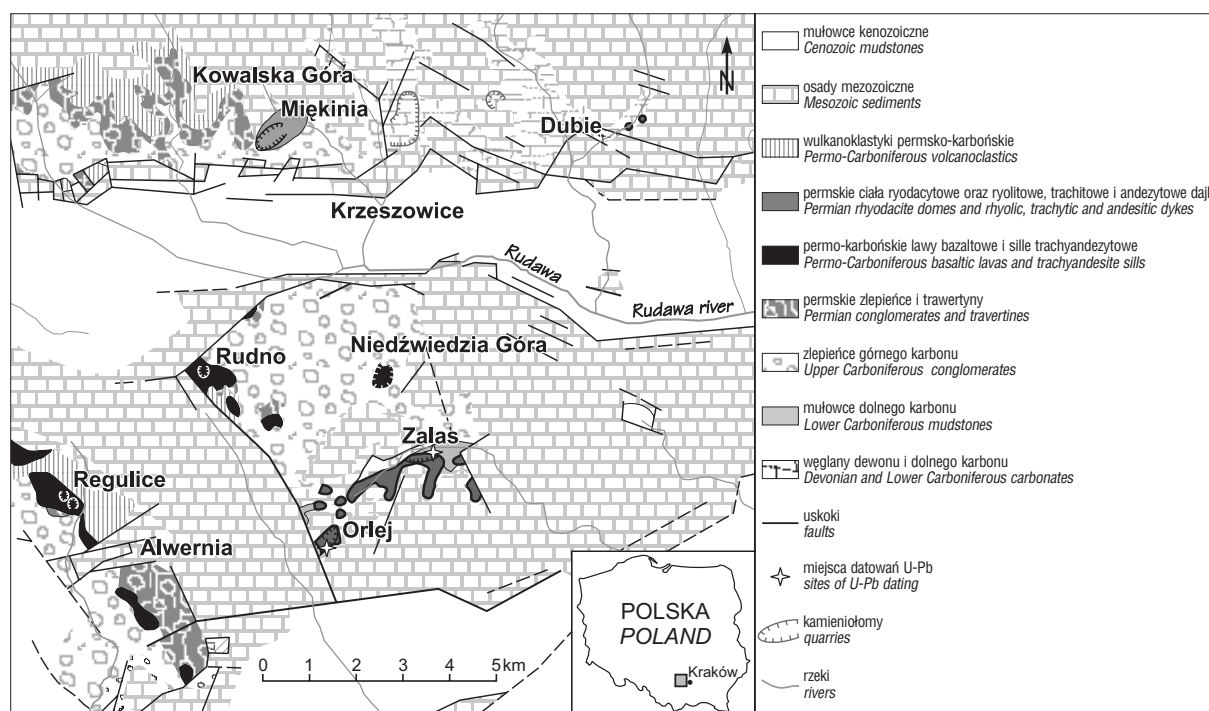 Kowalska Góra
Miękinia
Dubie
N
Krzeszowice
Rudawa
Rudawa river
Rudno
Niedźwiedzia Góra
Zalas
Regulice
Orlej
Alwernia
0 1 2 3 4 5 km
POLSKA
POLAND
Kraków
mułowce kenozoiczne
Cenozoic mudstones
osady mezozoiczne
Mesozoic sediments
wulkanoklastyki permsko-karbońskie
Permo-Carboniferous volcanoclastics
permskie ciała ryodacytowe oraz ryolitowe, trachitowe i andezytowe dajk
Permian rhyodacite domes and rhyolic, trachytic and andesitic dykes
permo-karbońskie lawy bazaltowe i sille trachyandezytowe
Permo-Carboniferous basaltic lavas and trachyandesite sills
permskie zlepieńce i trawertyny
Permian conglomerates and travertines
zlepieńce górnego karbonu
Upper Carboniferous conglomerates
mułowce dolnego karbonu
Lower Carboniferous mudstones
węglany dewonu i dolnego karbonu
Devonian and Lower Carboniferous carbonates
uskoki
faults
miejsca datowań U-Pb
sites of U-Pb dating
kamieniołomy
quarries
rzeki
rivers